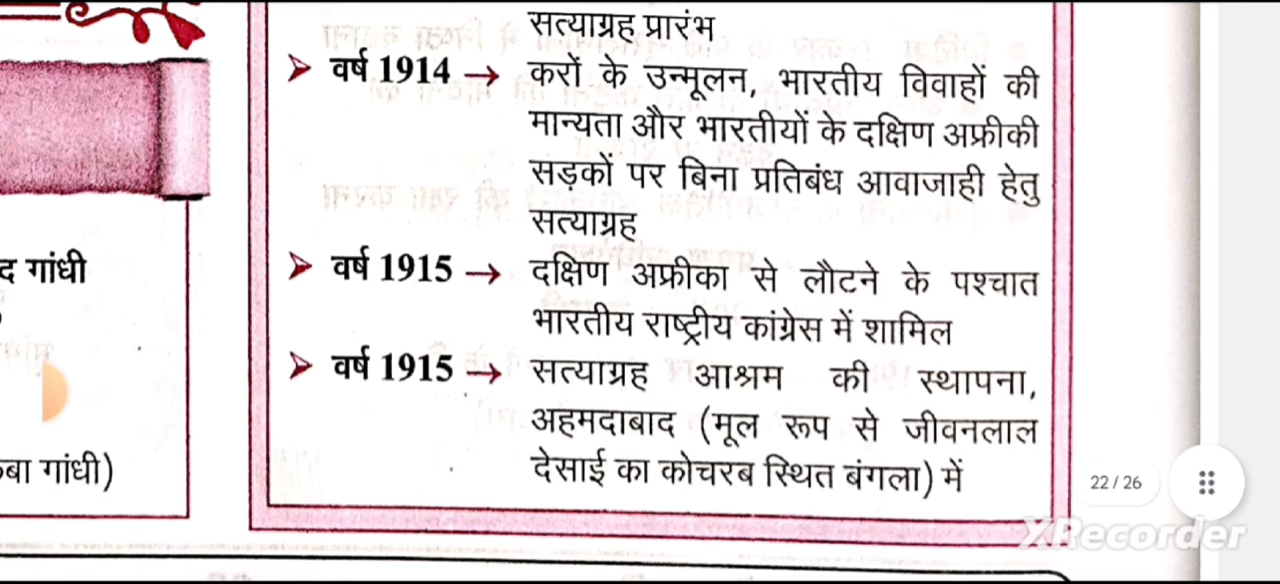 सत्याग्रह प्रारंभ
➤ वर्ष 1914 → करों के उन्मूलन, भारतीय विवाहों की
मान्यता और भारतीयों के दक्षिण अफ्रीकी
सड़कों पर बिना प्रतिबंध आवाजाही हेतु
सत्याग्रह
द गांधी
➤ वर्ष 1915 → दक्षिण अफ्रीका से लौटने के पश्चात
भारतीय राष्ट्रीय कांग्रेस में शामिल
➤ वर्ष 1915 → सत्याग्रह आश्रम की स्थापना,
अहमदाबाद (मूल रूप से जीवनलाल
देसाई का कोचरब स्थित बंगला) में
बा गांधी)
22 / 26
XRecorder